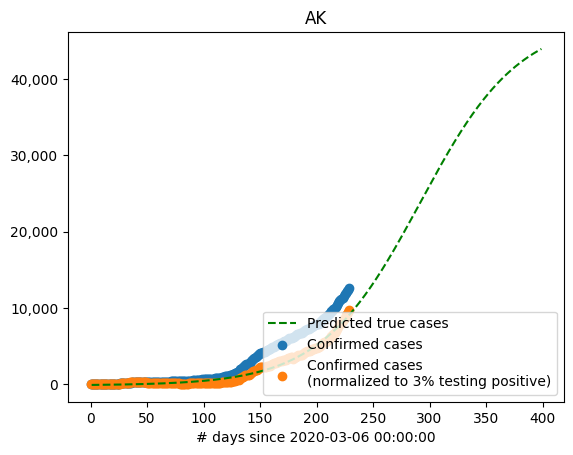 AK
40,000
30,000
20,000
10,000
0
Predicted true cases
Confirmed cases
Confirmed cases
(normalized to 3% testing positive)
0 50 100 150 200 250 300 350 400
# days since 2020-03-06 00:00:00